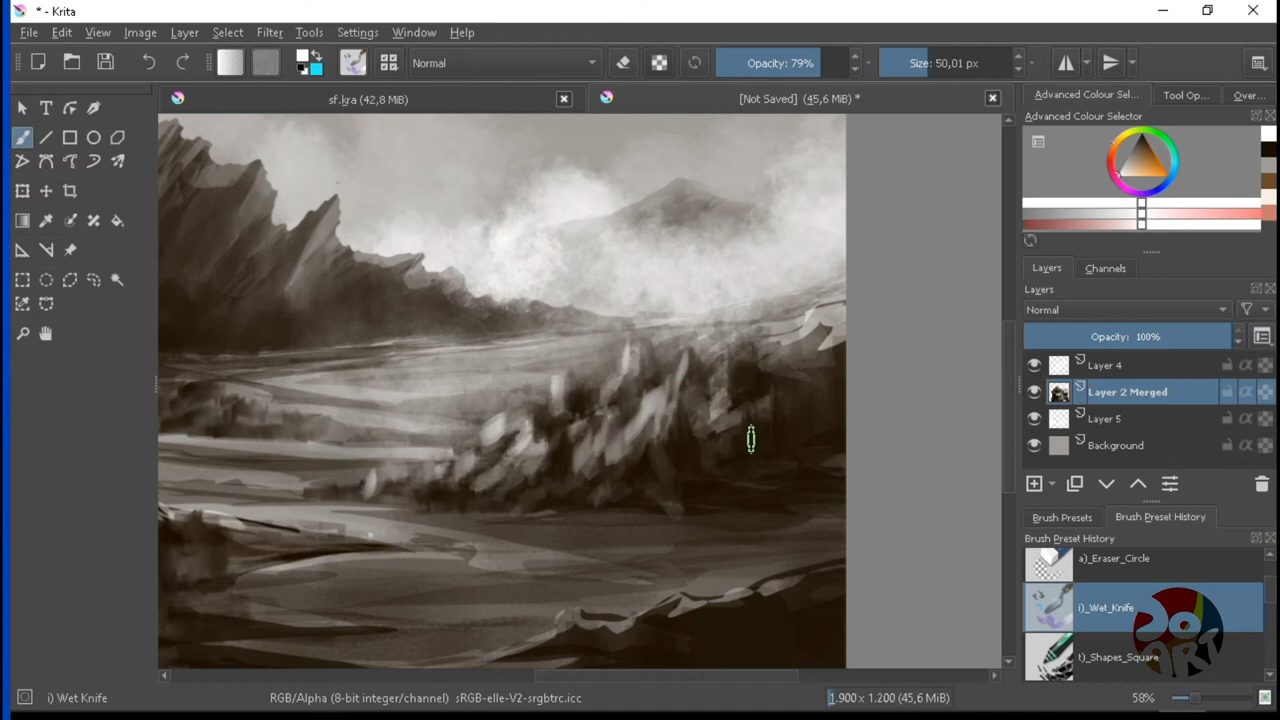 * - Krita
File Edit View Image Layer Select Filter Tools Settings Window Help
Normal Opacity: 79% Size: 50,01 px
sf.kra (42,8 MiB) [Not Saved] (45,6 MiB) *
Advanced Colour Sel... Tool Op... Over...
Advanced Colour Selector
Layers Channels
Layers
Normal
Opacity: 100%
Layer 4
Layer 2 Merged
Layer 5
Background
Brush Presets Brush Preset History
Brush Preset History
a)_Eraser_Circle
i)_Wet_Knife
t)_Shapes_Square
ART
i) Wet Knife RGB/Alpha (8-bit integer/channel) sRGB-elle-V2-srgbtrc.icc 1.900 x 1.200 (45,6 MiB) 58%